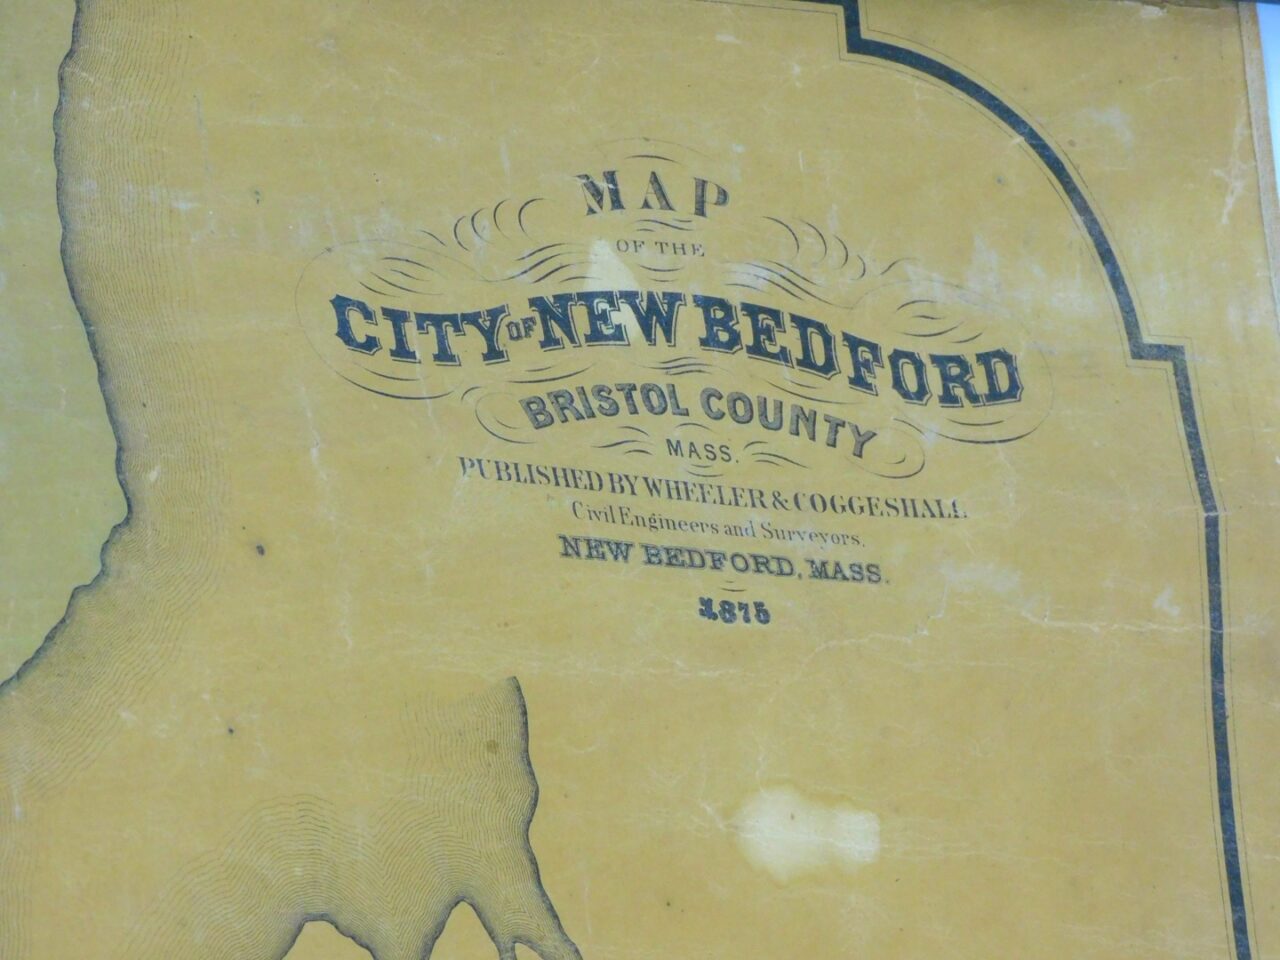 MAP
OF THE
CITY OF NEW BEDFORD
BRISTOL COUNTY
MASS.
PUBLISHED BY WHEELER & COGGESHALL
Civil Engineers and Surveyors.
NEW BEDFORD, MASS.
1875